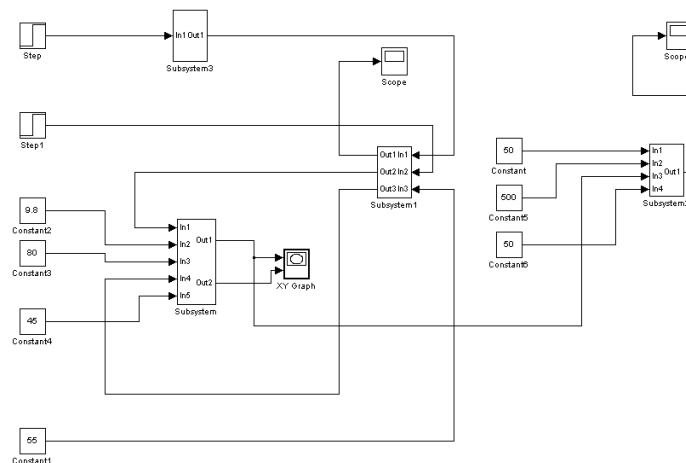 In1 Out1
Step
Subsystem3
Scope
Scope
Step1
Out1 In1
Out2 In2
Out3 In3
Subsystem1
50
Constant
500
Constant5
50
Constant6
In1
In2
In3
In4
Out1
Subsystem2
9.8
Constant2
80
Constant3
In1
In2
In3
In4
In5
Out1
Out2
Subsystem
XY Graph
45
Constant4
55
Constant1